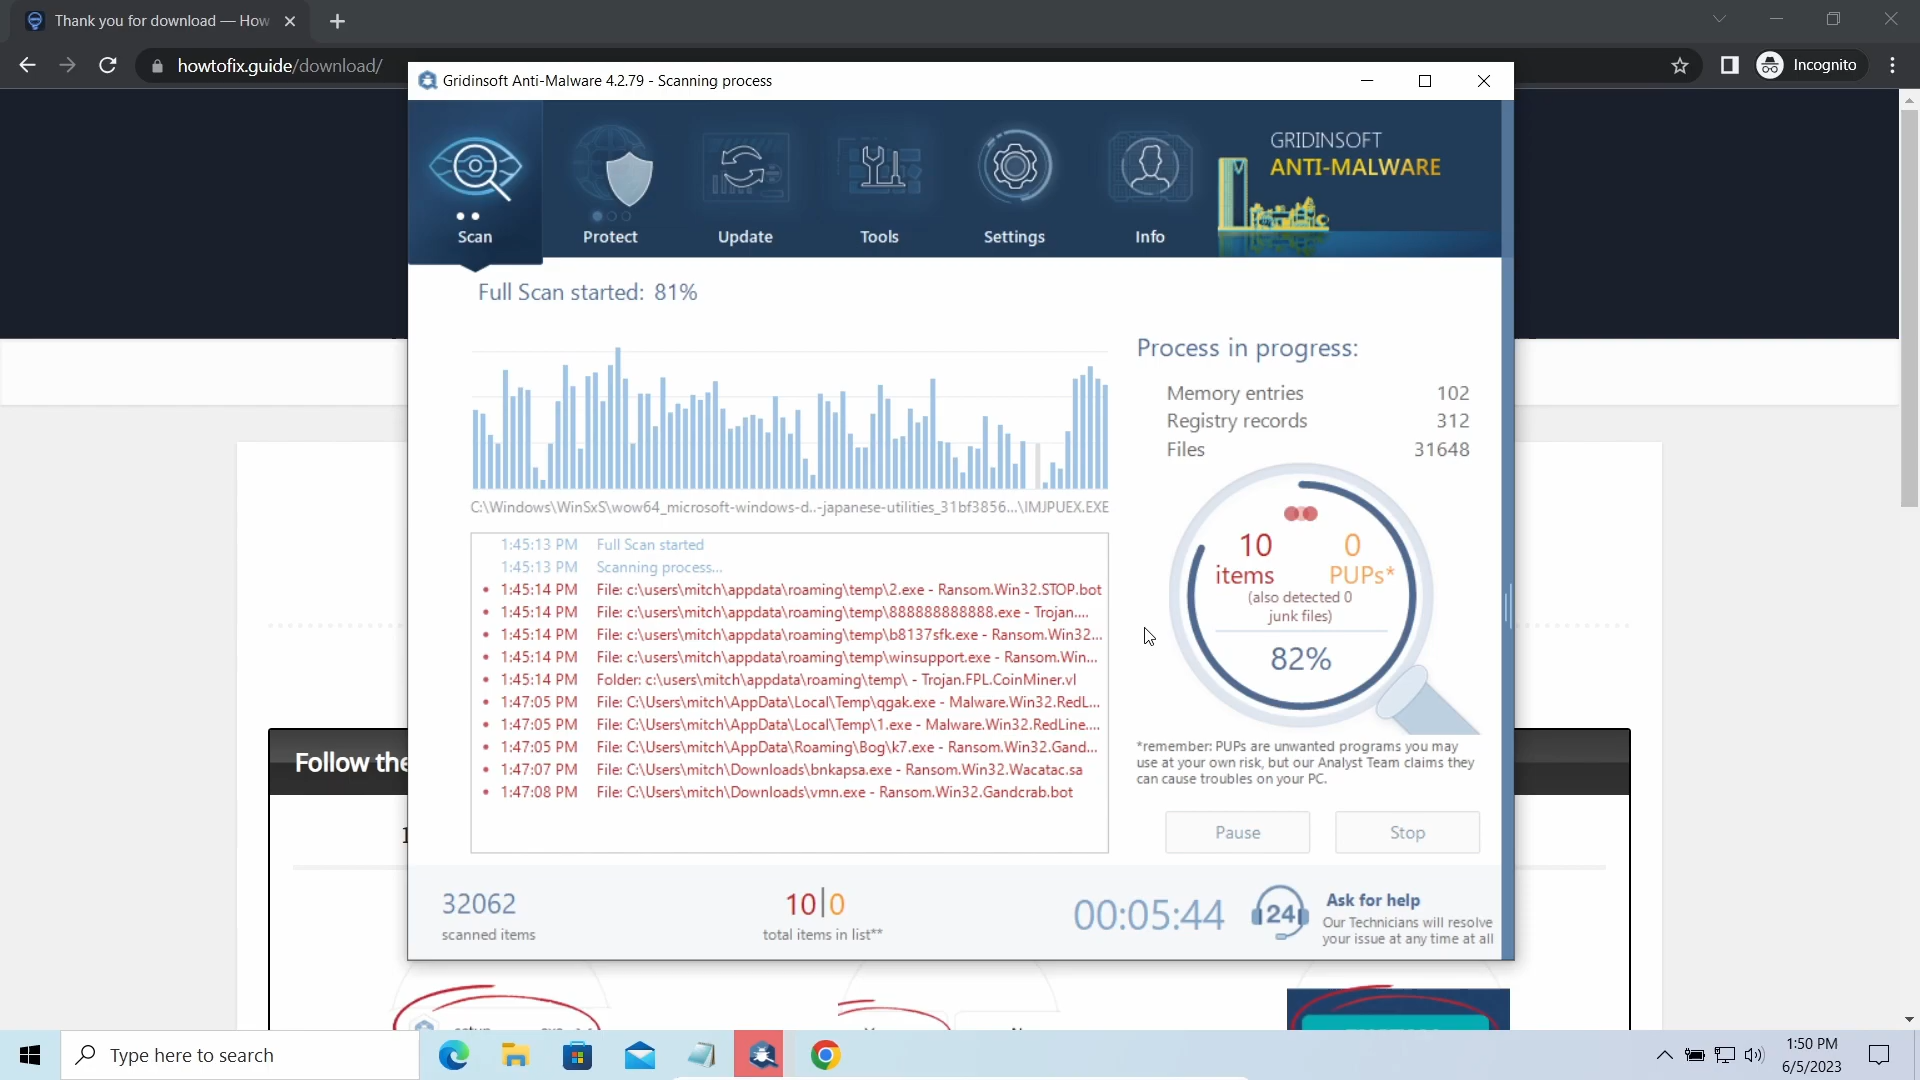 Thank you for download — How
howtofix.guide/download/
Incognito
Gridinsoft Anti-Malware 4.2.79 - Scanning process
Scan
Protect
Update
Tools
Settings
Info
GRIDINSOFT
ANTI-MALWARE
Full Scan started: 81%
C:\Windows\WinSxS\wow64_microsoft-windows-d..-japanese-utilities_31bf3856...\IMJPUEX.EXE
1:45:13 PM Full Scan started
1:45:13 PM Scanning process...
1:45:14 PM File: c:\users\mitch\appdata\roaming\temp\2.exe - Ransom.Win32.STOP.bot
1:45:14 PM File: c:\users\mitch\appdata\roaming\temp\888888888888.exe - Trojan....
1:45:14 PM File: c:\users\mitch\appdata\roaming\temp\b8137sfk.exe - Ransom.Win32...
1:45:14 PM File: c:\users\mitch\appdata\roaming\temp\winsupport.exe - Ransom.Win...
1:45:14 PM Folder: c:\users\mitch\appdata\roaming\temp\ - Trojan.FPL.CoinMiner.vl
1:47:05 PM File: C:\Users\mitch\AppData\Local\Temp\qgak.exe - Malware.Win32.RedL...
1:47:05 PM File: C:\Users\mitch\AppData\Local\Temp\1.exe - Malware.Win32.RedLine....
1:47:05 PM File: C:\Users\mitch\AppData\Roaming\Bog\k7.exe - Ransom.Win32.Gand...
1:47:07 PM File: C:\Users\mitch\Downloads\bnkapsa.exe - Ransom.Win32.Wacatac.sa
1:47:08 PM File: C:\Users\mitch\Downloads\vmn.exe - Ransom.Win32.Gandcrab.bot
Process in progress:
Memory entries 102
Registry records 312
Files 31648
10 items
0 PUPs*
(also detected 0
junk files)
82%
*remember: PUPs are unwanted programs you may
use at your own risk, but our Analyst Team claims they
can cause troubles on your PC.
Pause
Stop
32062
scanned items
10|0
total items in list**
00:05:44
24
Ask for help
Our Technicians will resolve
your issue at any time at all
Follow the
1
Type here to search
1:50 PM
6/5/2023